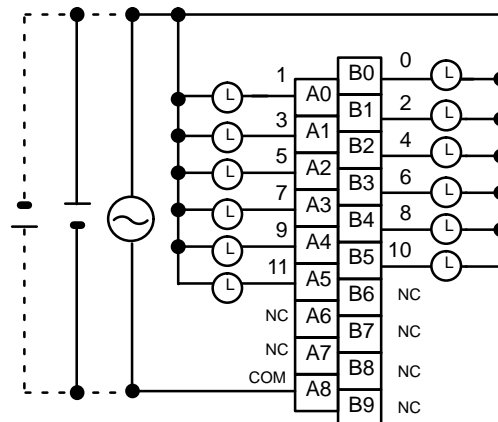 0
1 B0 L
L A0 2
3 B1 L
L A1 4
5 B2 L
L A2 6
7 B3 L
L A3 8
9 B4 L
L A4 10
11 B5 L
L A5
B6 NC
NC A6
B7 NC
NC A7
B8 NC
COM A8
B9 NC